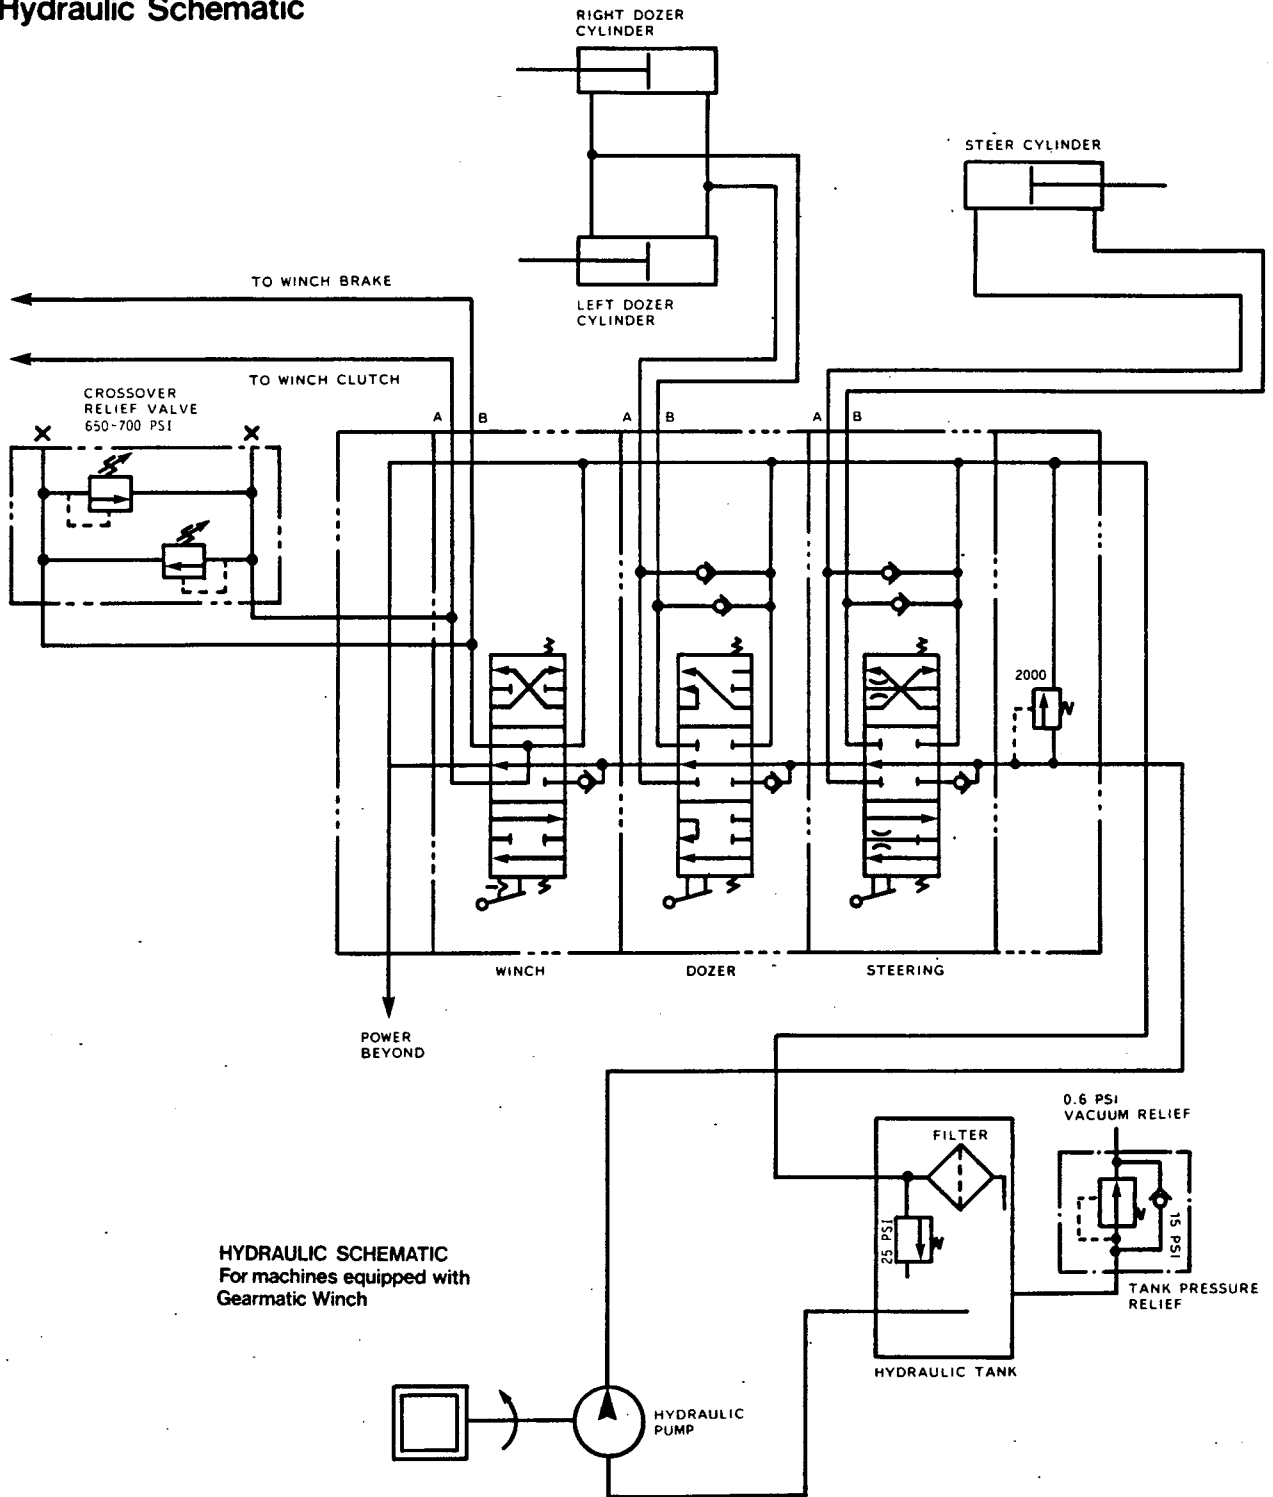 Hydraulic Schematic
RIGHT DOZER
CYLINDER
STEER CYLINDER
TO WINCH BRAKE
LEFT DOZER
CYLINDER
TO WINCH CLUTCH
CROSSOVER
RELIEF VALVE
650-700 PSI
A B
A B
A B
2000
WINCH
DOZER
STEERING
POWER
BEYOND
0.6 PSI
VACUUM RELIEF
FILTER
25 PSI
15 PSI
TANK PRESSURE
RELIEF
HYDRAULIC SCHEMATIC
For machines equipped with
Gearmatic Winch
HYDRAULIC TANK
HYDRAULIC
PUMP